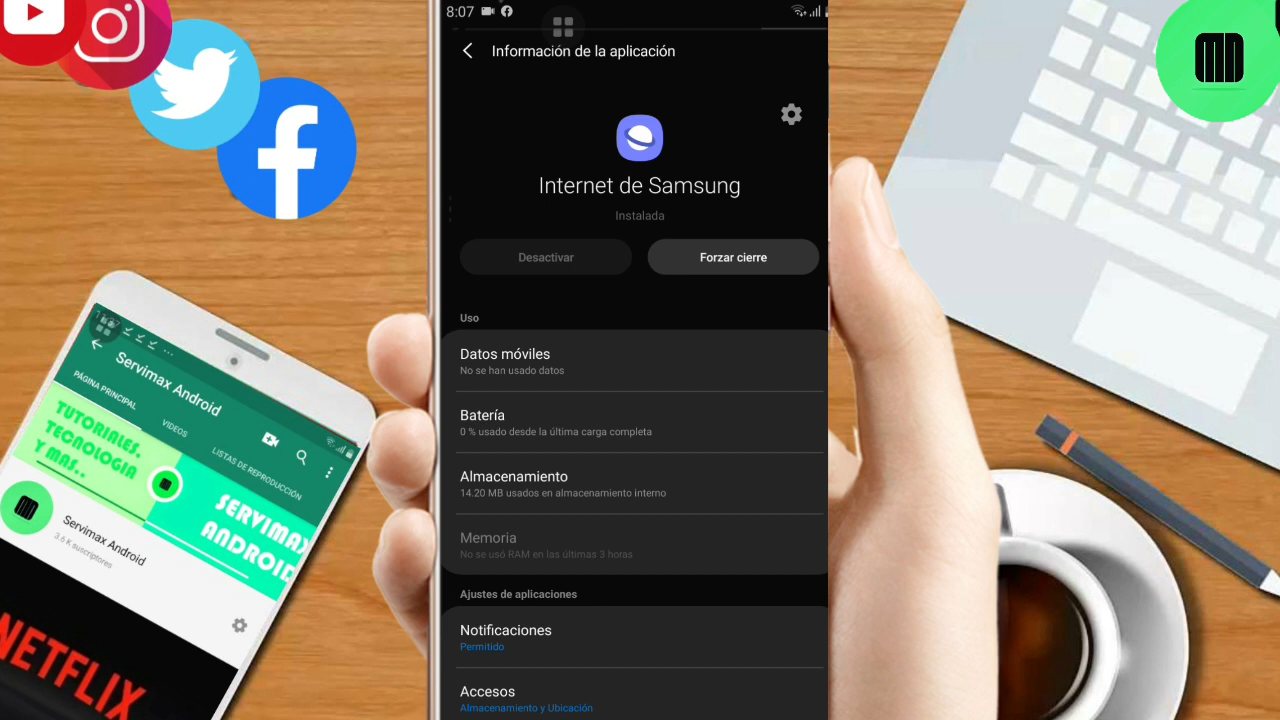 8:07
Información de la aplicación
Internet de Samsung
Instalada
Desactivar
Forzar cierre
Uso
Datos móviles
No se han usado datos
Batería
0 % usado desde la última carga completa
Almacenamiento
14.20 MB usados en almacenamiento interno
Memoria
No se usó RAM en las últimas 3 horas
Ajustes de aplicaciones
Notificaciones
Permitido
Accesos
Almacenamiento y Ubicación
Servimax Android
PÁGINA PRINCIPAL
VIDEOS
LISTAS DE REPRODUCCIÓN
TUTORIALES.
TECNOLOGIA
Y MAS..
SERVIMAX
ANDROID
Servimax Android
3.6 K suscriptores
NETFLIX